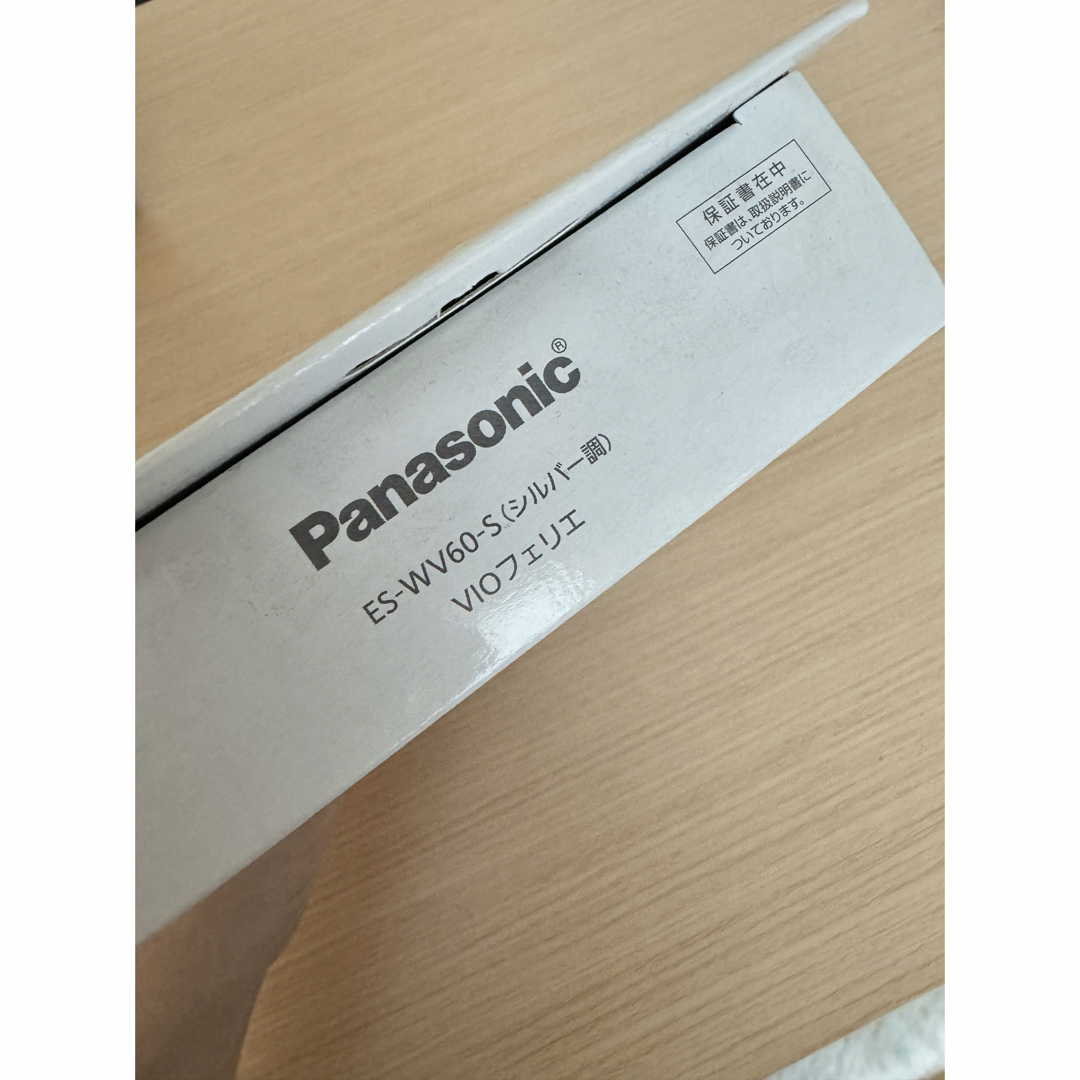 保証書在中
保証書は、取扱説明書に
ついております。
Panasonic®
ES-WV60-S(シルバー調)
VIOフェリエ